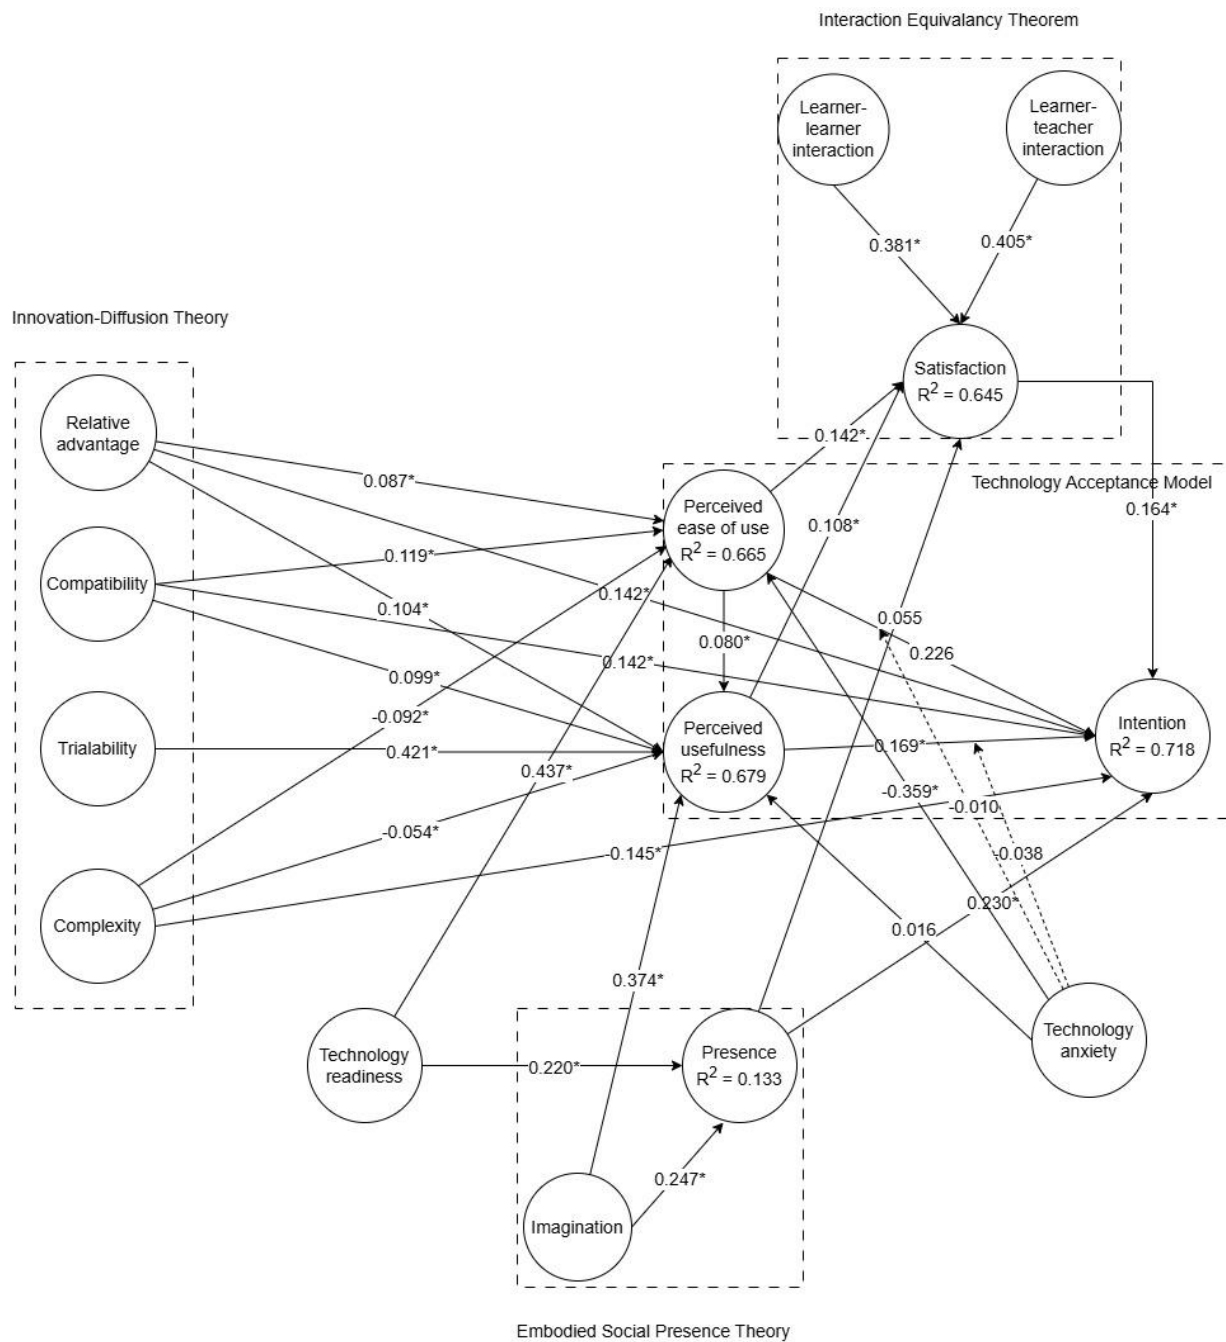 Interaction Equivalancy Theorem
Learner-
learner
interaction
Learner-
teacher
interaction
0.381*
0.405*
Innovation-Diffusion Theory
Satisfaction
R² = 0.645
Relative
advantage
0.142*
0.087*
Technology Acceptance Model
Perceived
ease of use
R² = 0.665
0.164*
0.108*
0.119*
Compatibility
0.142*
0.104*
0.055
0.080*
0.226
0.142*
0.099*
-0.092*
Trialability
0.421*
Perceived
usefulness
R² = 0.679
0.169*
Intention
R² = 0.718
0.437*
-0.359*
-0.010
-0.054*
-0.145*
-0.038
0.230*
Complexity
0.016
0.374*
Technology
readiness
0.220*
Presence
R² = 0.133
Technology
anxiety
0.247*
Imagination
Embodied Social Presence Theory